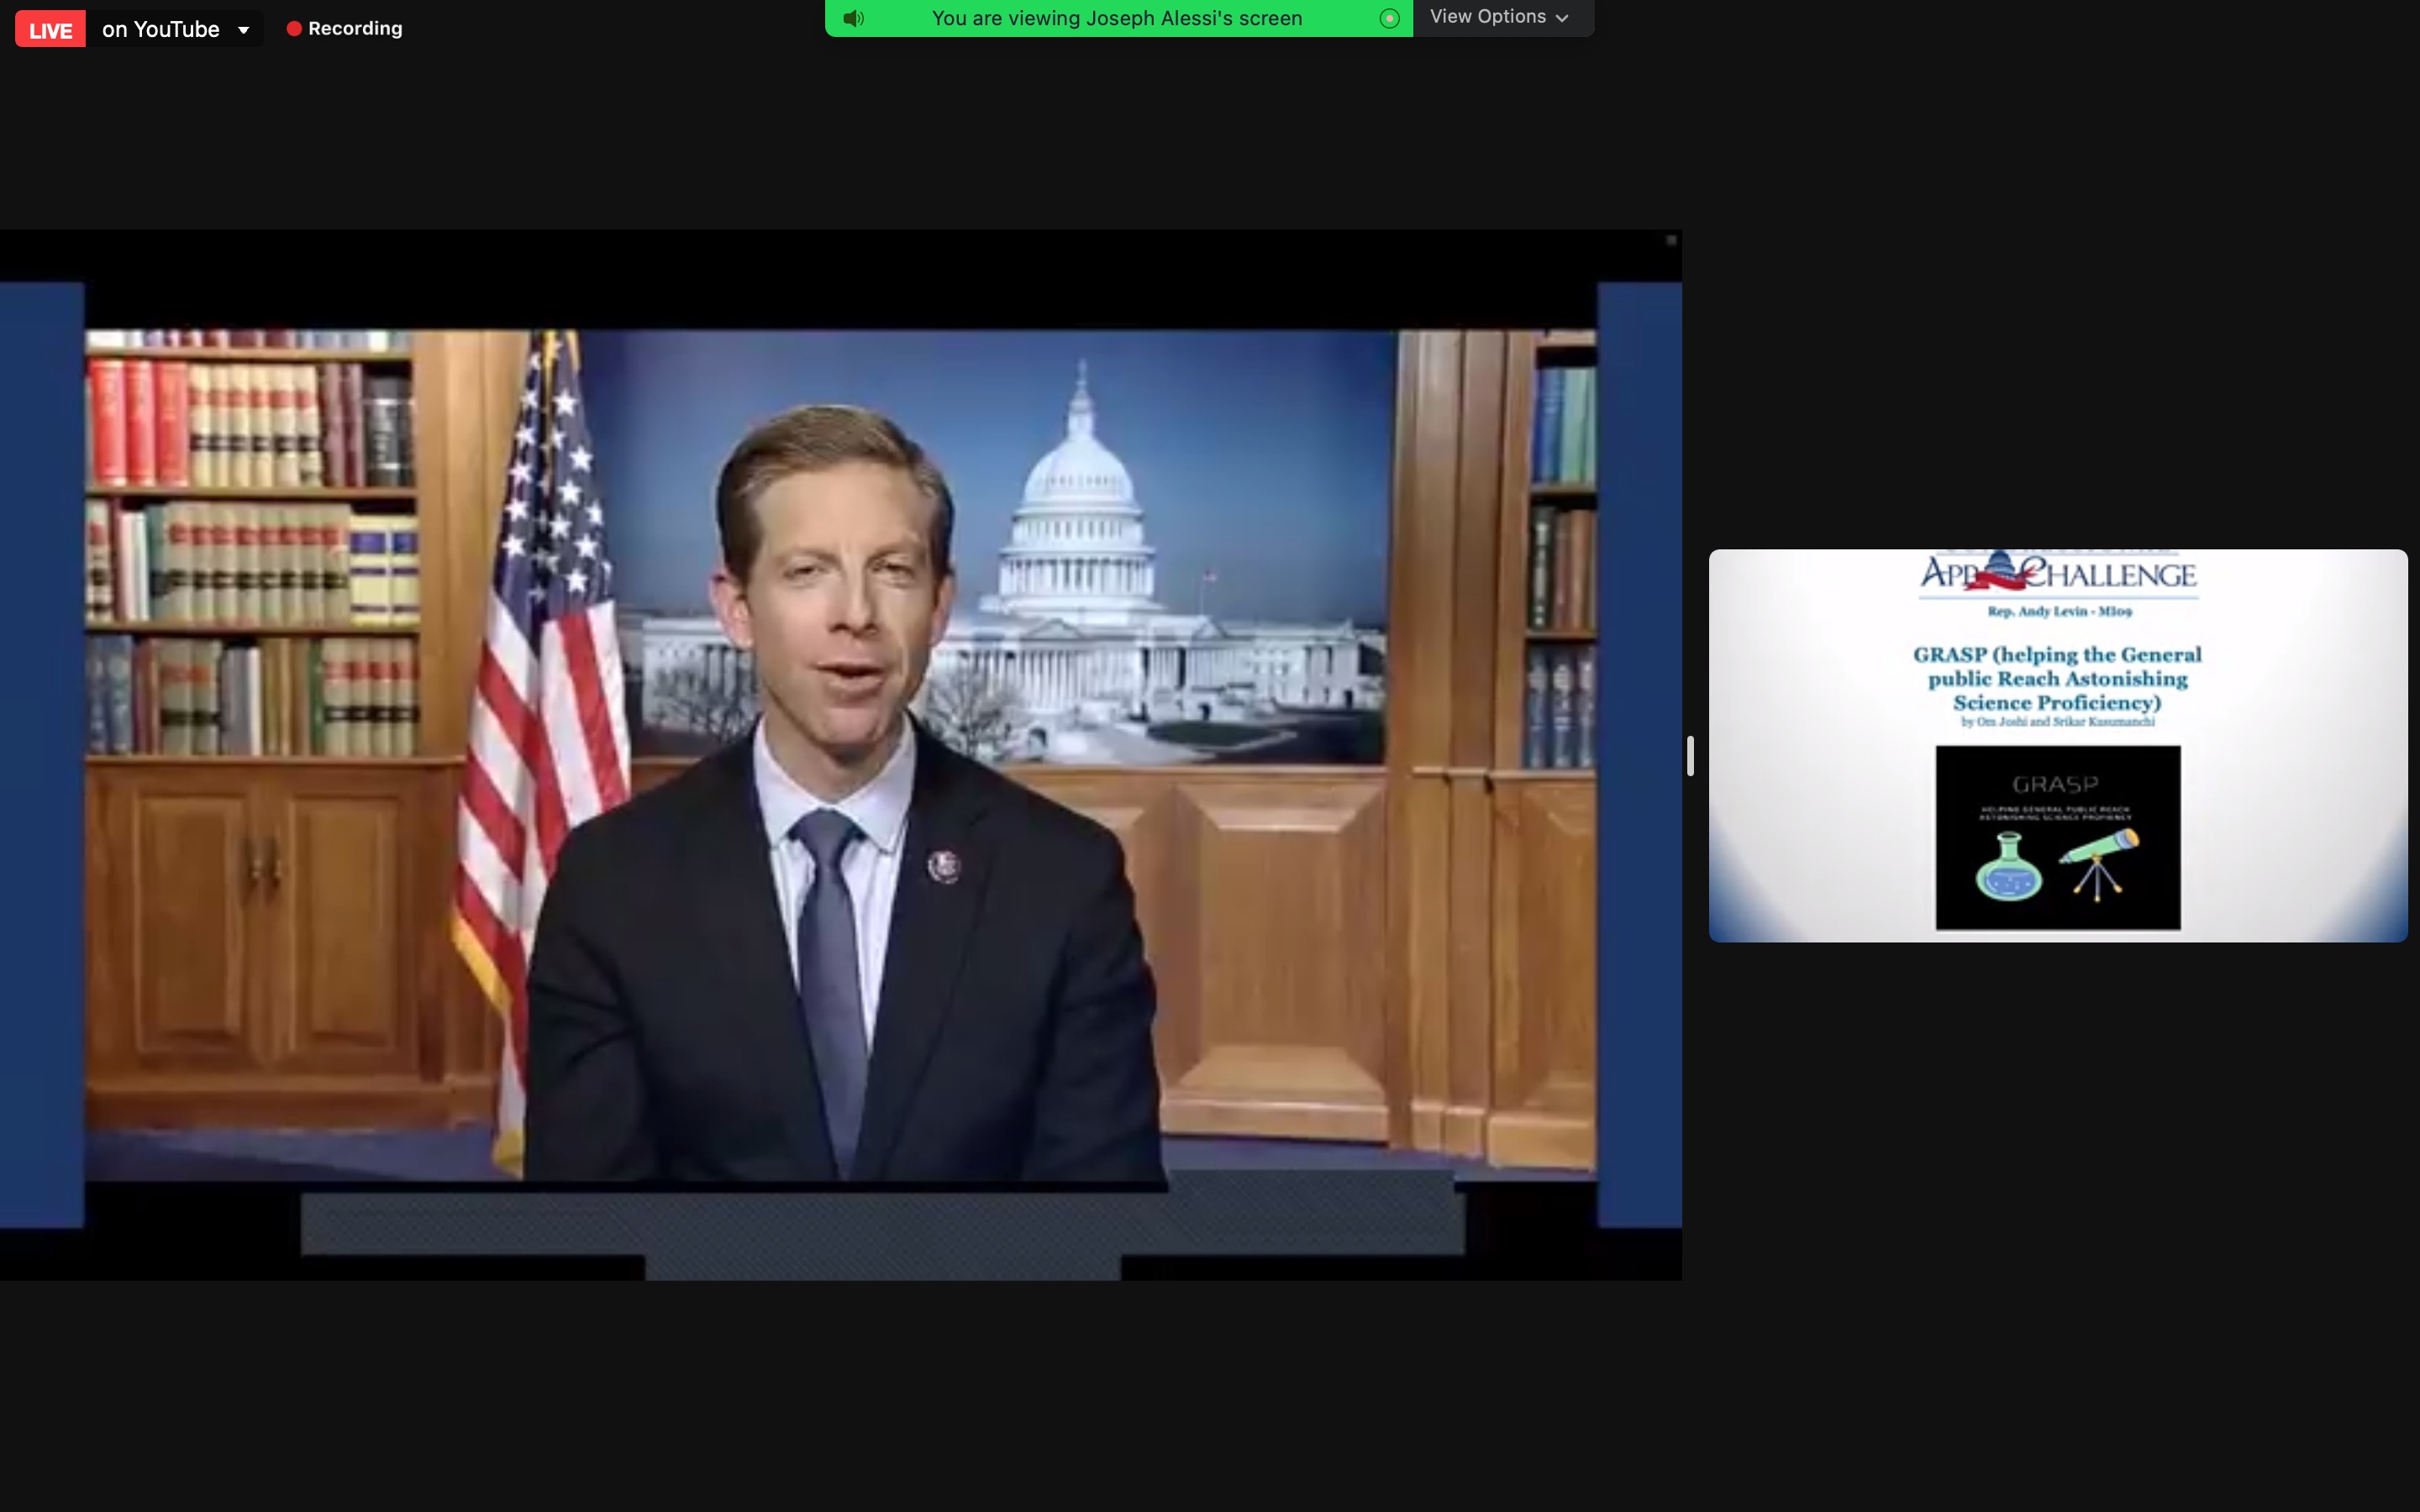 LIVE on YouTube
Recording
You are viewing Joseph Alessi's screen
View Options
APP CHALLENGE
Rep. Andy Levin - MI09
GRASP (helping the General
public Reach Astonishing
Science Proficiency)
by Om Joshi and Srikar Kusumanchi
GRASP
HELPING GENERAL PUBLIC REACH
ASTONISHING SCIENCE PROFIENCY